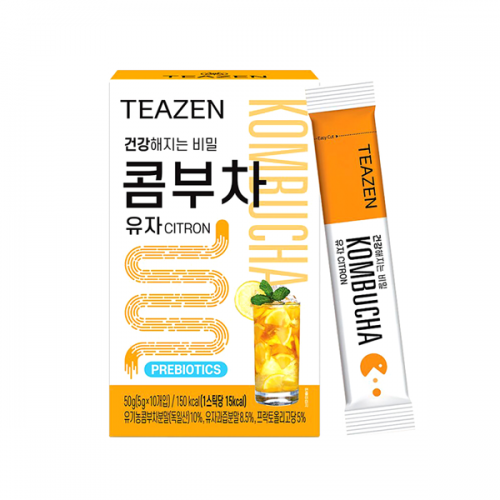 TEAZEN
TEAZEN
건강해지는 비밀
콤부차
유자 CITRON
KOMBUCHA
PREBIOTICS
50g(5g×10개입) / 150 kcal(1스틱당 15kcal)
유기농콤부차분말(독일산)10%, 유자과즙분말 8.5%, 프락토올리고당 5%
Easy Cut
TEAZEN
건강해지는 비밀
KOMBUCHA
유자 CITRON